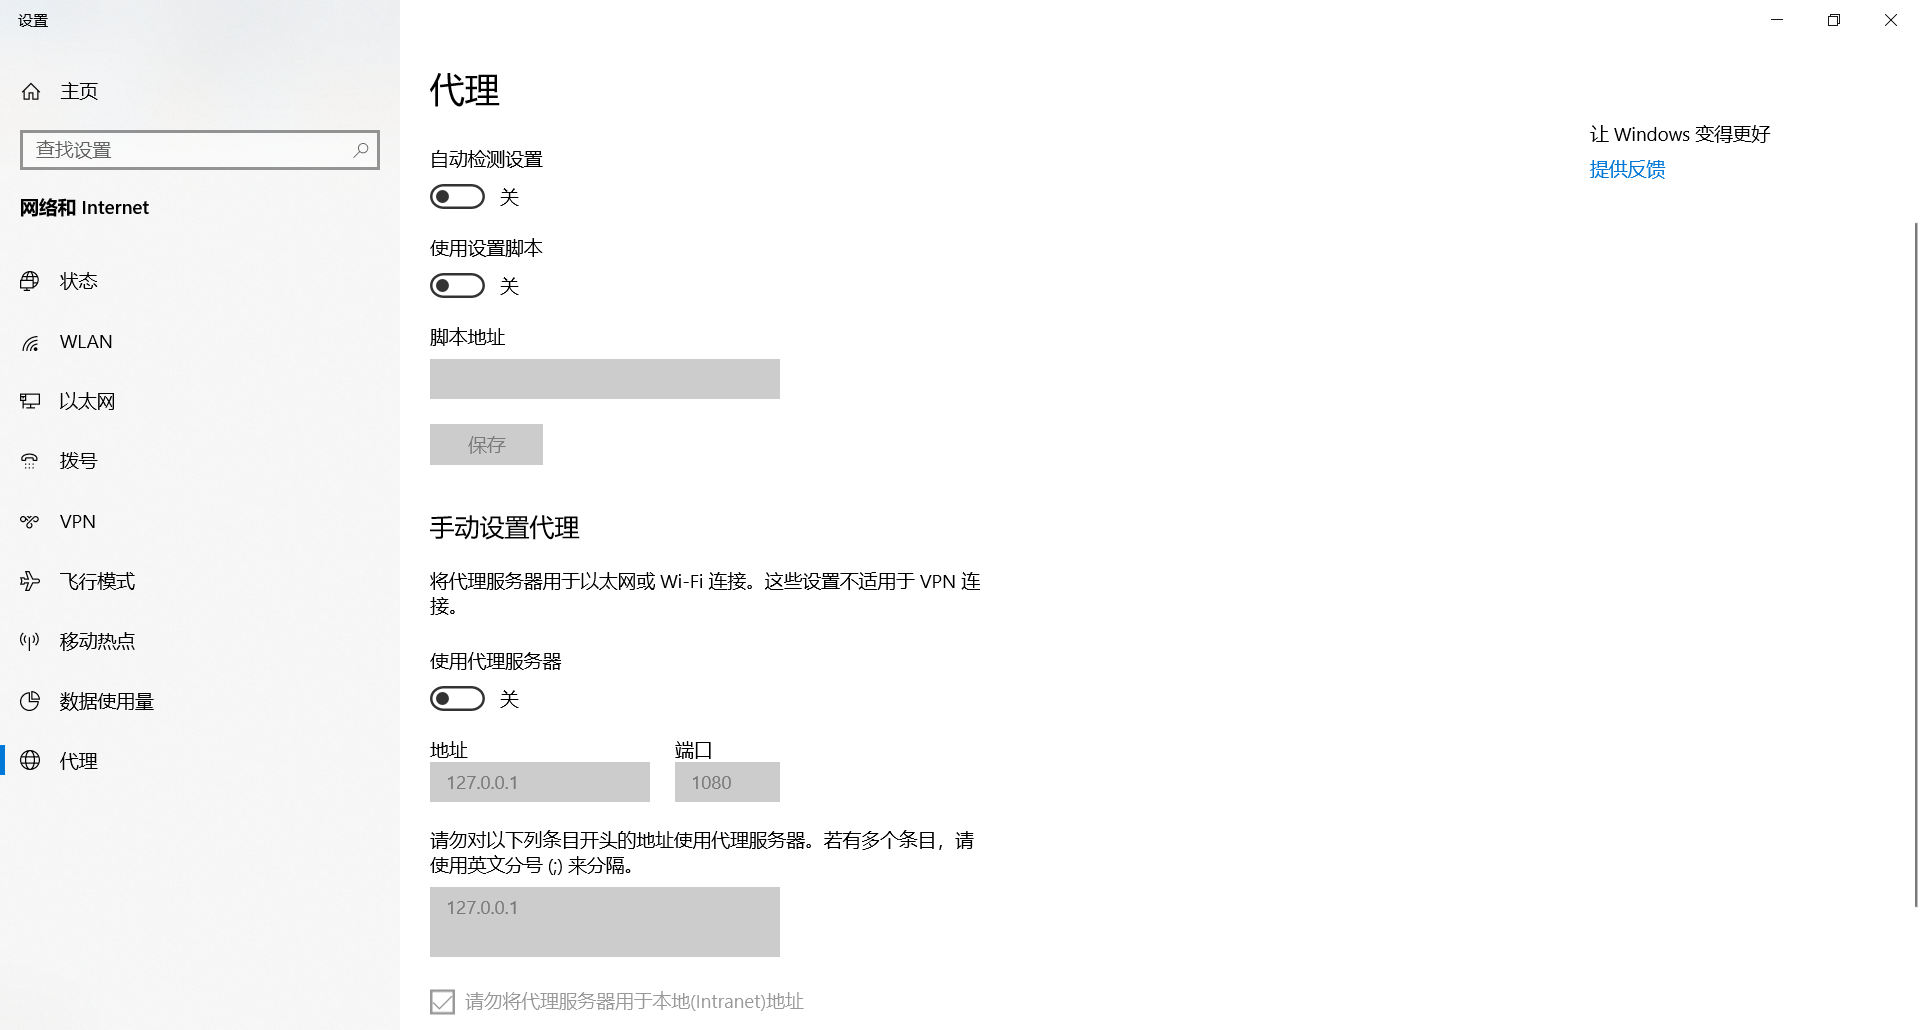 设置
主页
查找设置
网络和 Internet
状态
WLAN
以太网
拨号
VPN
飞行模式
移动热点
数据使用量
代理
代理
自动检测设置
关
使用设置脚本
关
脚本地址
保存
手动设置代理
将代理服务器用于以太网或 Wi-Fi 连接。这些设置不适用于 VPN 连
接。
使用代理服务器
关
地址 端口
127.0.0.1 1080
请勿对以下列条目开头的地址使用代理服务器。若有多个条目，请
使用英文分号 (;) 来分隔。
127.0.0.1
请勿将代理服务器用于本地(Intranet)地址
让 Windows 变得更好
提供反馈